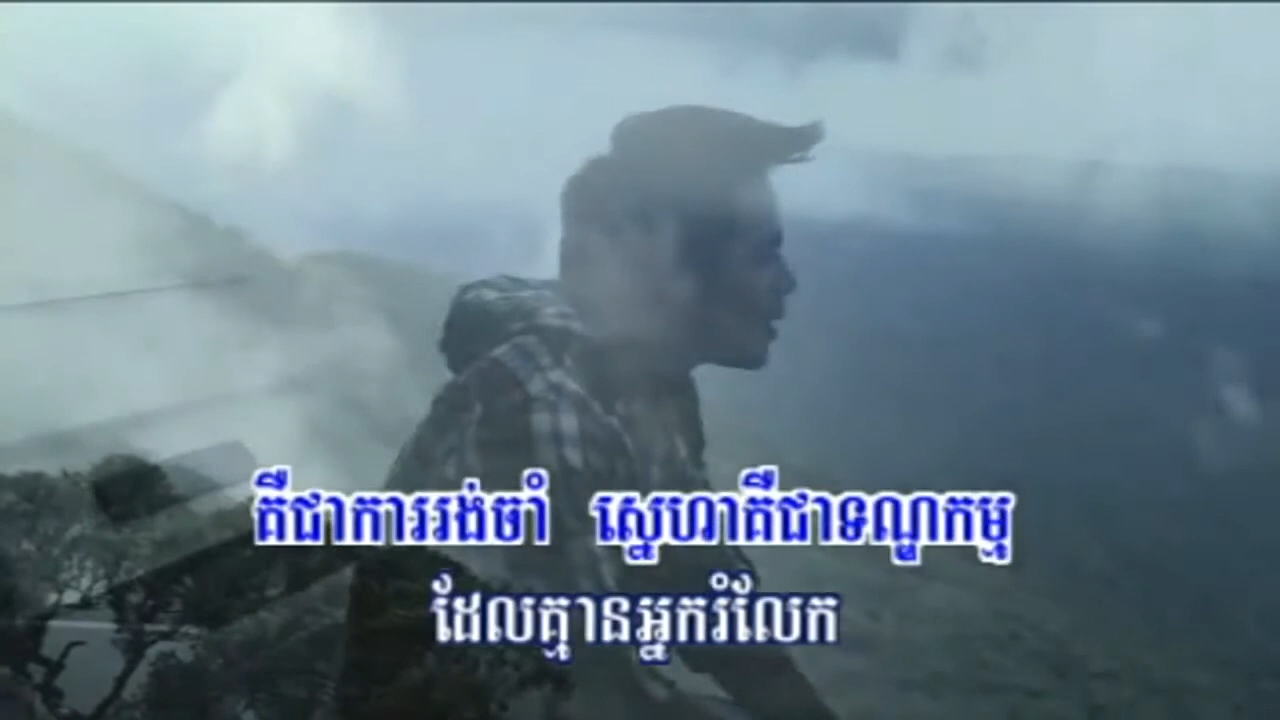 គឺជាការរង់ចាំ ស្នេហាគឺជាទណ្ឌកម្ម
ដែលគ្មានអ្នករំលែក